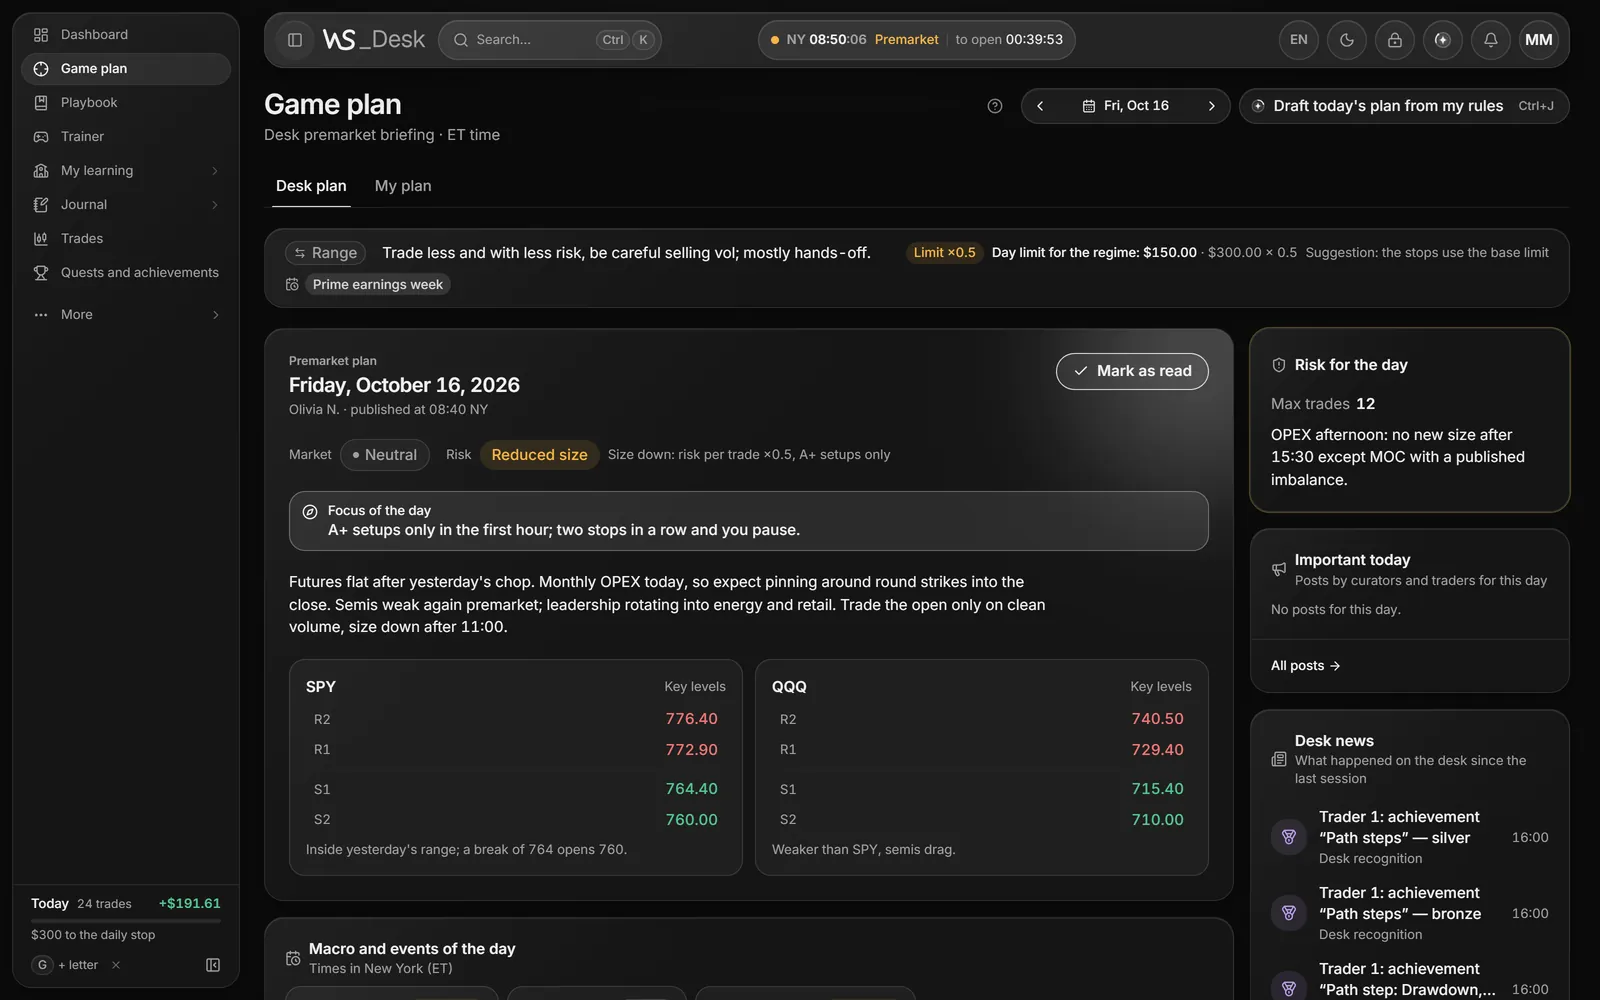 Dashboard
Game plan
Playbook
Trainer
My learning
Journal
Trades
Quests and achievements
More
Today 24 trades +$191.61
$300 to the daily stop
G + letter
WS_Desk
Search... Ctrl K
NY 08:50:06 Premarket to open 00:39:53
EN
MM
Game plan
Desk premarket briefing · ET time
Fri, Oct 16
Draft today's plan from my rules Ctrl+J
Desk plan My plan
Range Trade less and with less risk, be careful selling vol; mostly hands-off. Limit ×0.5 Day limit for the regime: $150.00 · $300.00 × 0.5 Suggestion: the stops use the base limit
Prime earnings week
Premarket plan
Friday, October 16, 2026
Olivia N. · published at 08:40 NY
Mark as read
Market Neutral Risk Reduced size Size down: risk per trade ×0.5, A+ setups only
Focus of the day
A+ setups only in the first hour; two stops in a row and you pause.
Futures flat after yesterday's chop. Monthly OPEX today, so expect pinning around round strikes into the
close. Semis weak again premarket; leadership rotating into energy and retail. Trade the open only on clean
volume, size down after 11:00.
SPY Key levels
R2 776.40
R1 772.90
S1 764.40
S2 760.00
Inside yesterday's range; a break of 764 opens 760.
QQQ Key levels
R2 740.50
R1 729.40
S1 715.40
S2 710.00
Weaker than SPY, semis drag.
Macro and events of the day
Times in New York (ET)
Risk for the day
Max trades 12
OPEX afternoon: no new size after
15:30 except MOC with a published
imbalance.
Important today
Posts by curators and traders for this day
No posts for this day.
All posts →
Desk news
What happened on the desk since the
last session
Trader 1: achievement
“Path steps” — silver 16:00
Desk recognition
Trader 1: achievement
“Path steps” — bronze 16:00
Desk recognition
Trader 1: achievement
“Path step: Drawdown,... 16:00